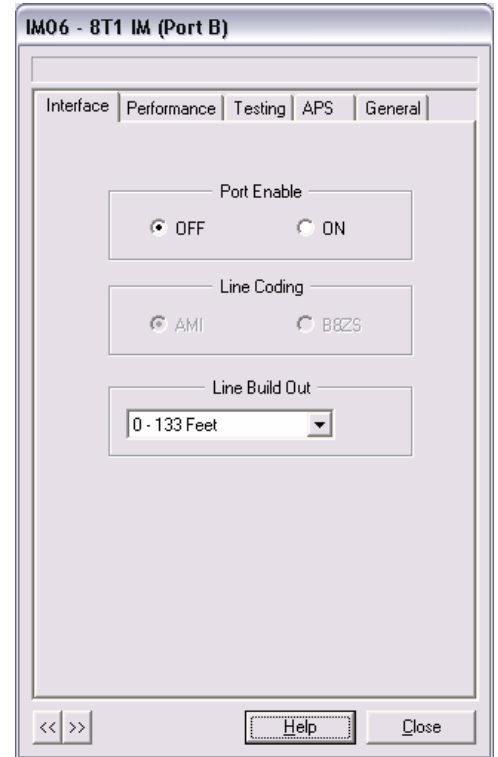 IM06 - 8T1 IM (Port B)
Interface Performance Testing APS General
Port Enable
OFF ON
Line Coding
AMI B8ZS
Line Build Out
0 - 133 Feet
<< >> Help Close